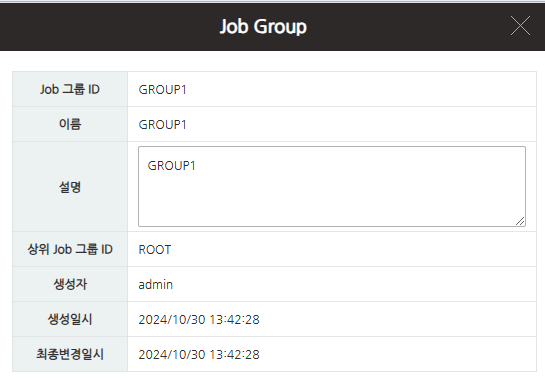 Job Group
Job 그룹 ID GROUP1
이름 GROUP1
설명 GROUP1
상위 Job 그룹 ID ROOT
생성자 admin
생성일시 2024/10/30 13:42:28
최종변경일시 2024/10/30 13:42:28